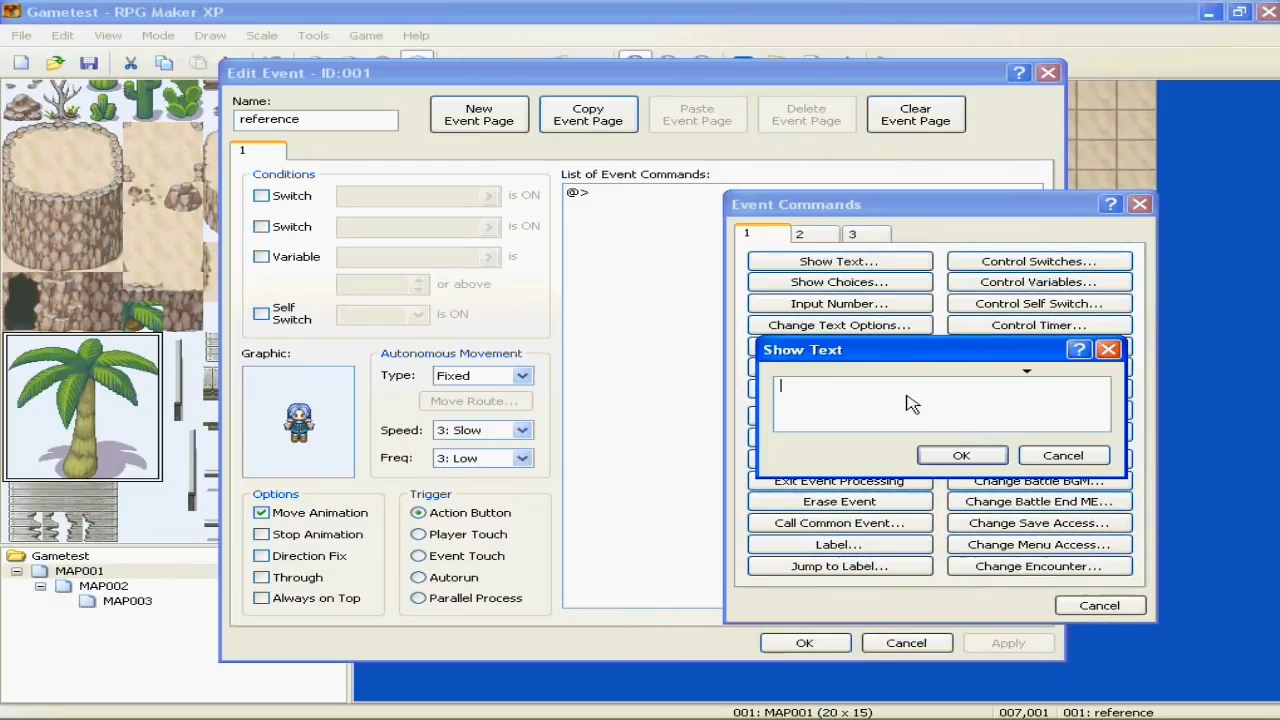 Gametest - RPG Maker XP
File Edit View Mode Draw Scale Tools Game Help
Edit Event - ID:001
Name:
reference
New Event Page
Copy Event Page
Paste Event Page
Delete Event Page
Clear Event Page
1
Conditions
Switch is ON
Switch is ON
Variable is
or above
Self Switch is ON
Graphic:
Autonomous Movement
Type: Fixed
Move Route...
Speed: 3: Slow
Freq: 3: Low
Options
Move Animation
Stop Animation
Direction Fix
Through
Always on Top
Trigger
Action Button
Player Touch
Event Touch
Autorun
Parallel Process
List of Event Commands:
@>
Event Commands
1 2 3
Show Text... Control Switches...
Show Choices... Control Variables...
Input Number... Control Self Switch...
Change Text Options... Control Timer...
Show Text
OK Cancel
Exit Event Processing Change Battle BGM...
Erase Event Change Battle End ME...
Call Common Event... Change Save Access...
Label... Change Menu Access...
Jump to Label... Change Encounter...
Cancel
OK Cancel Apply
Gametest
MAP001
MAP002
MAP003
001: MAP001 (20 x 15) 007,001 001: reference